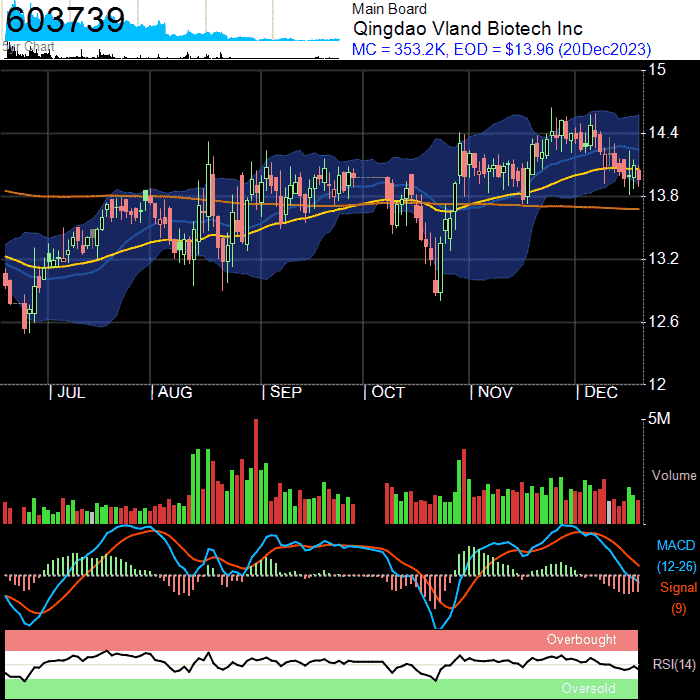 603739
Main Board
Qingdao Vland Biotech Inc
MC = 353.2K, EOD = $13.96 (20Dec2023)
5yr Chart
15
14.4
13.8
13.2
12.6
12
JUL
AUG
SEP
OCT
NOV
DEC
5M
Volume
MACD
(12-26)
Signal
(9)
Overbought
RSI(14)
Oversold